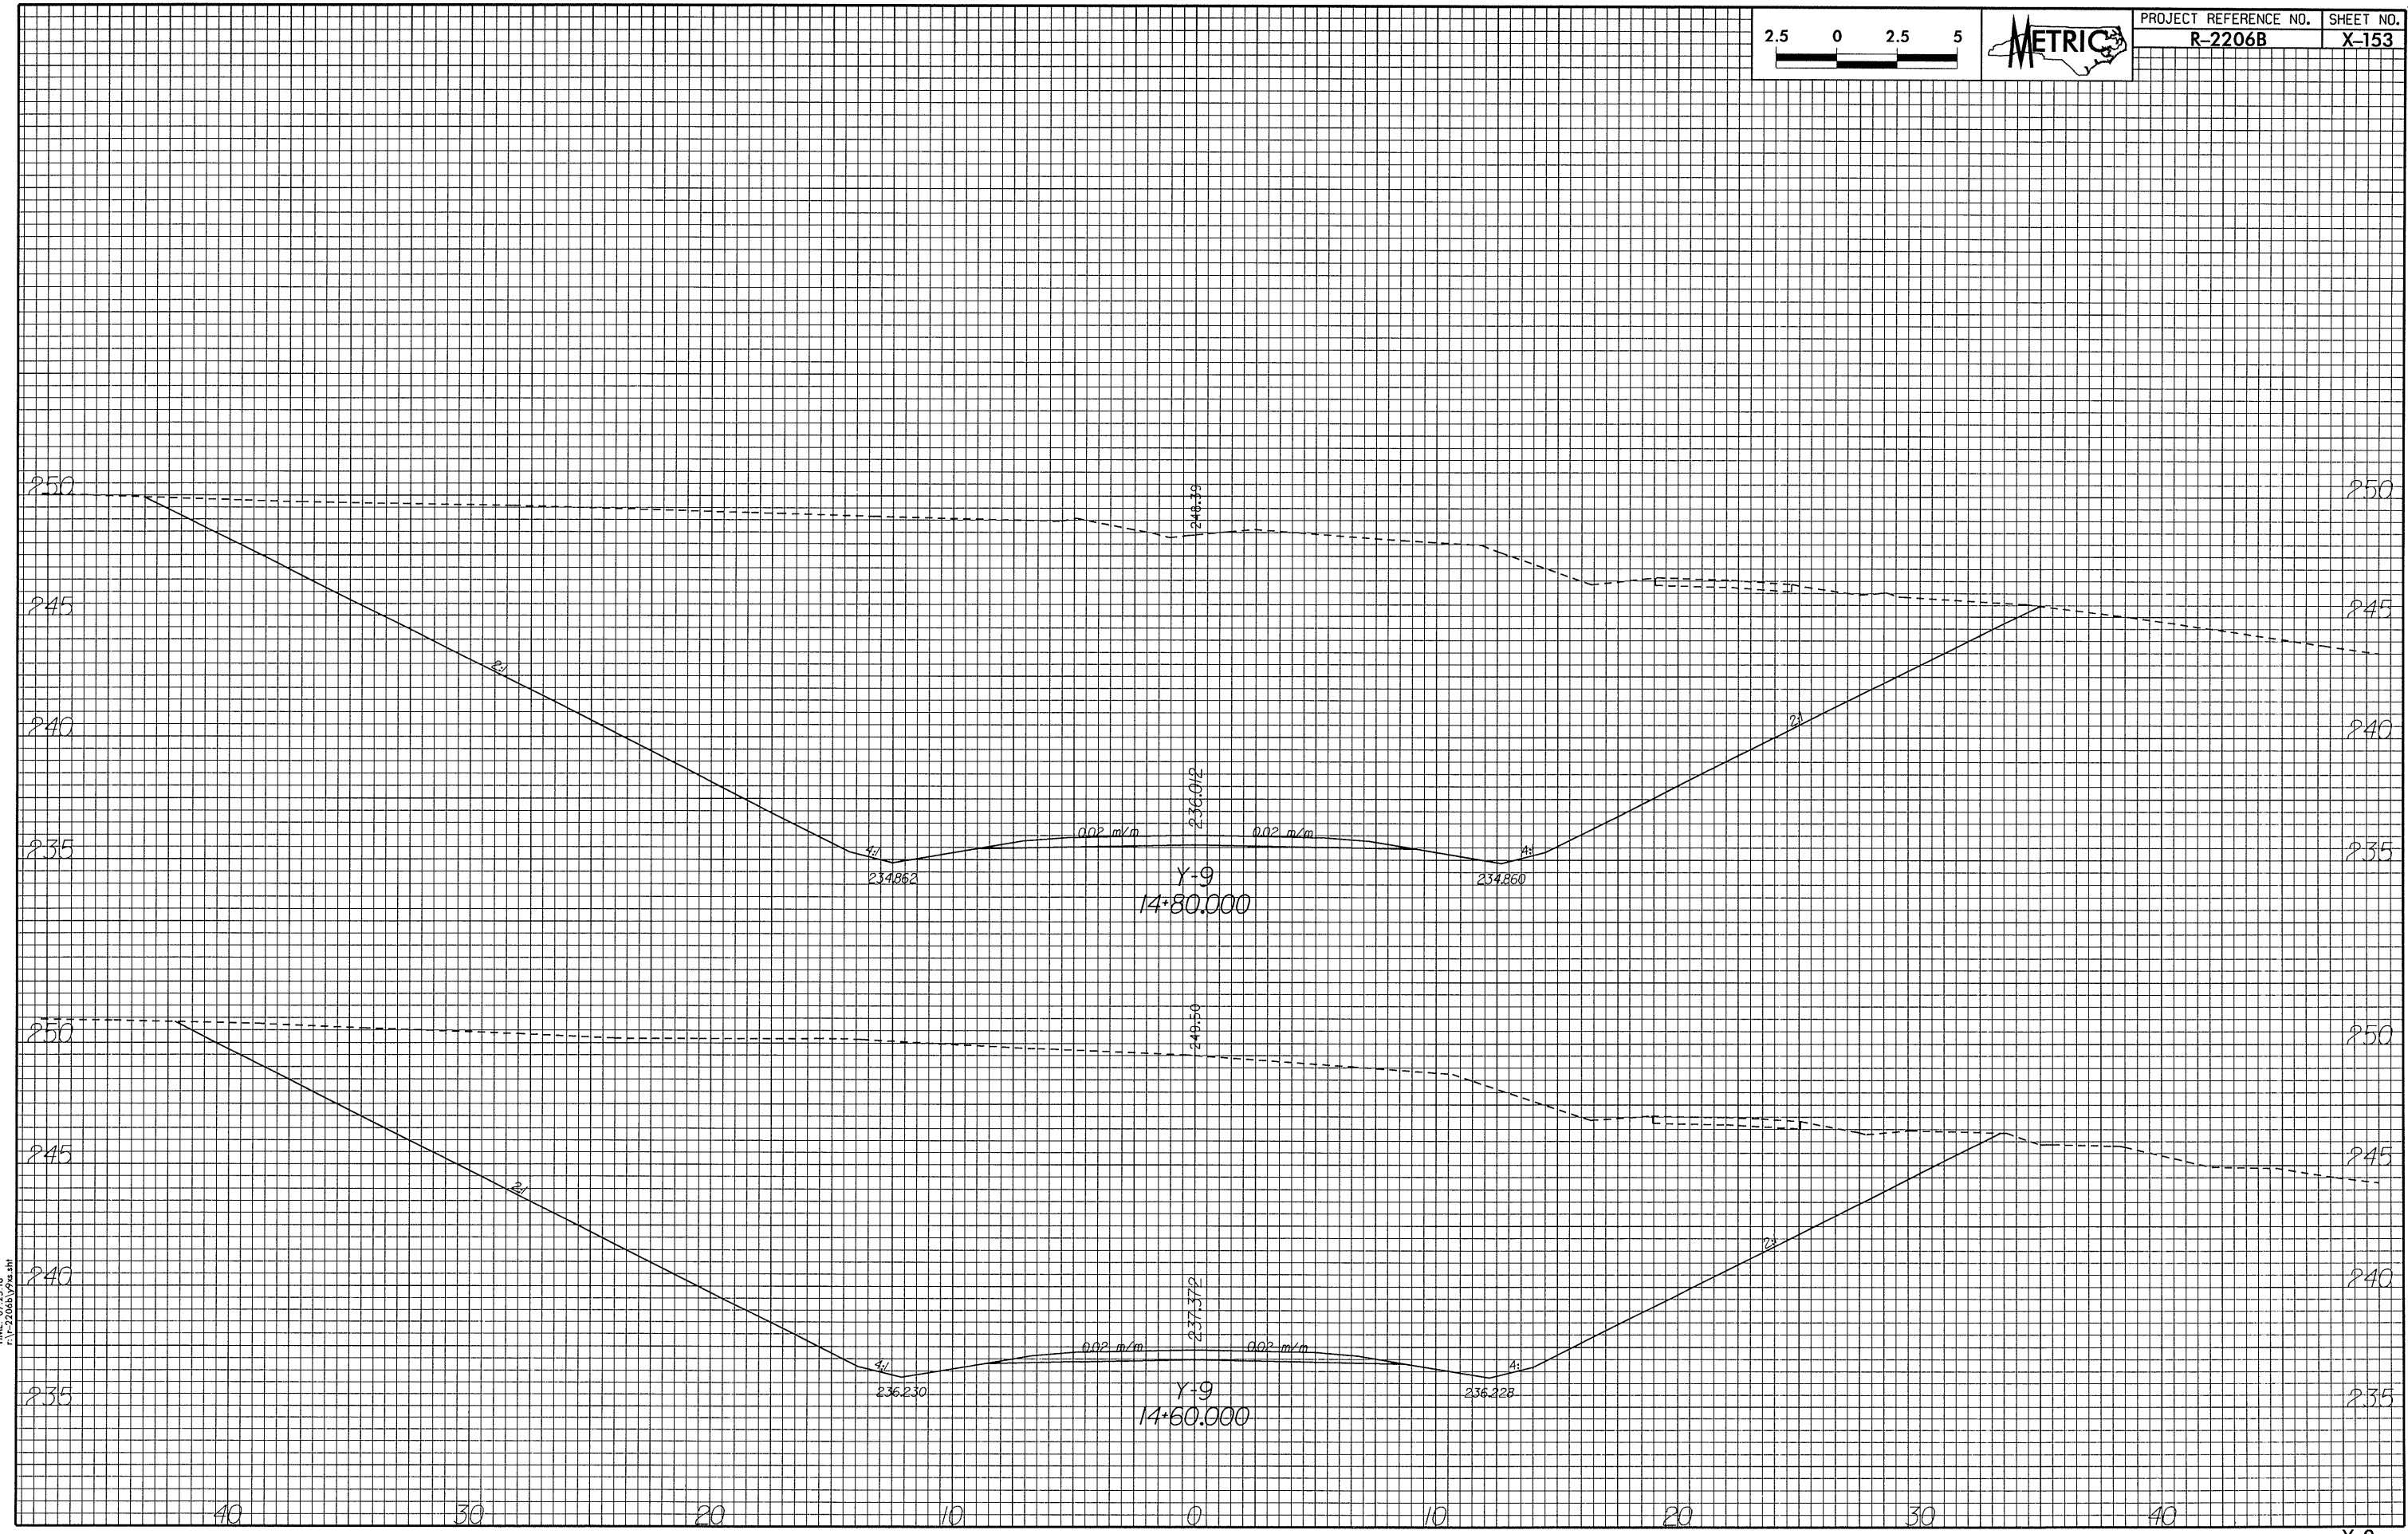 2.5 0 2.5 5
METRIC
PROJECT REFERENCE NO. SHEET NO.
R-2206B X-153
250 248.39 250
245 245
2:1
240 2:1 240
236.012
0.02 m/m 0.02 m/m
235 4:1 4: 235
234.862 Y-9 234.860
14+80.000
250 249.50 250
245 245
2:1
2:1
240 237.372 240
0.02 m/m 0.02 m/m
4:1 4:
235 236.230 Y-9 236.228 235
14+60.000
40 30 20 10 0 10 20 30 40
r:\r-2206b\y9xs.sht